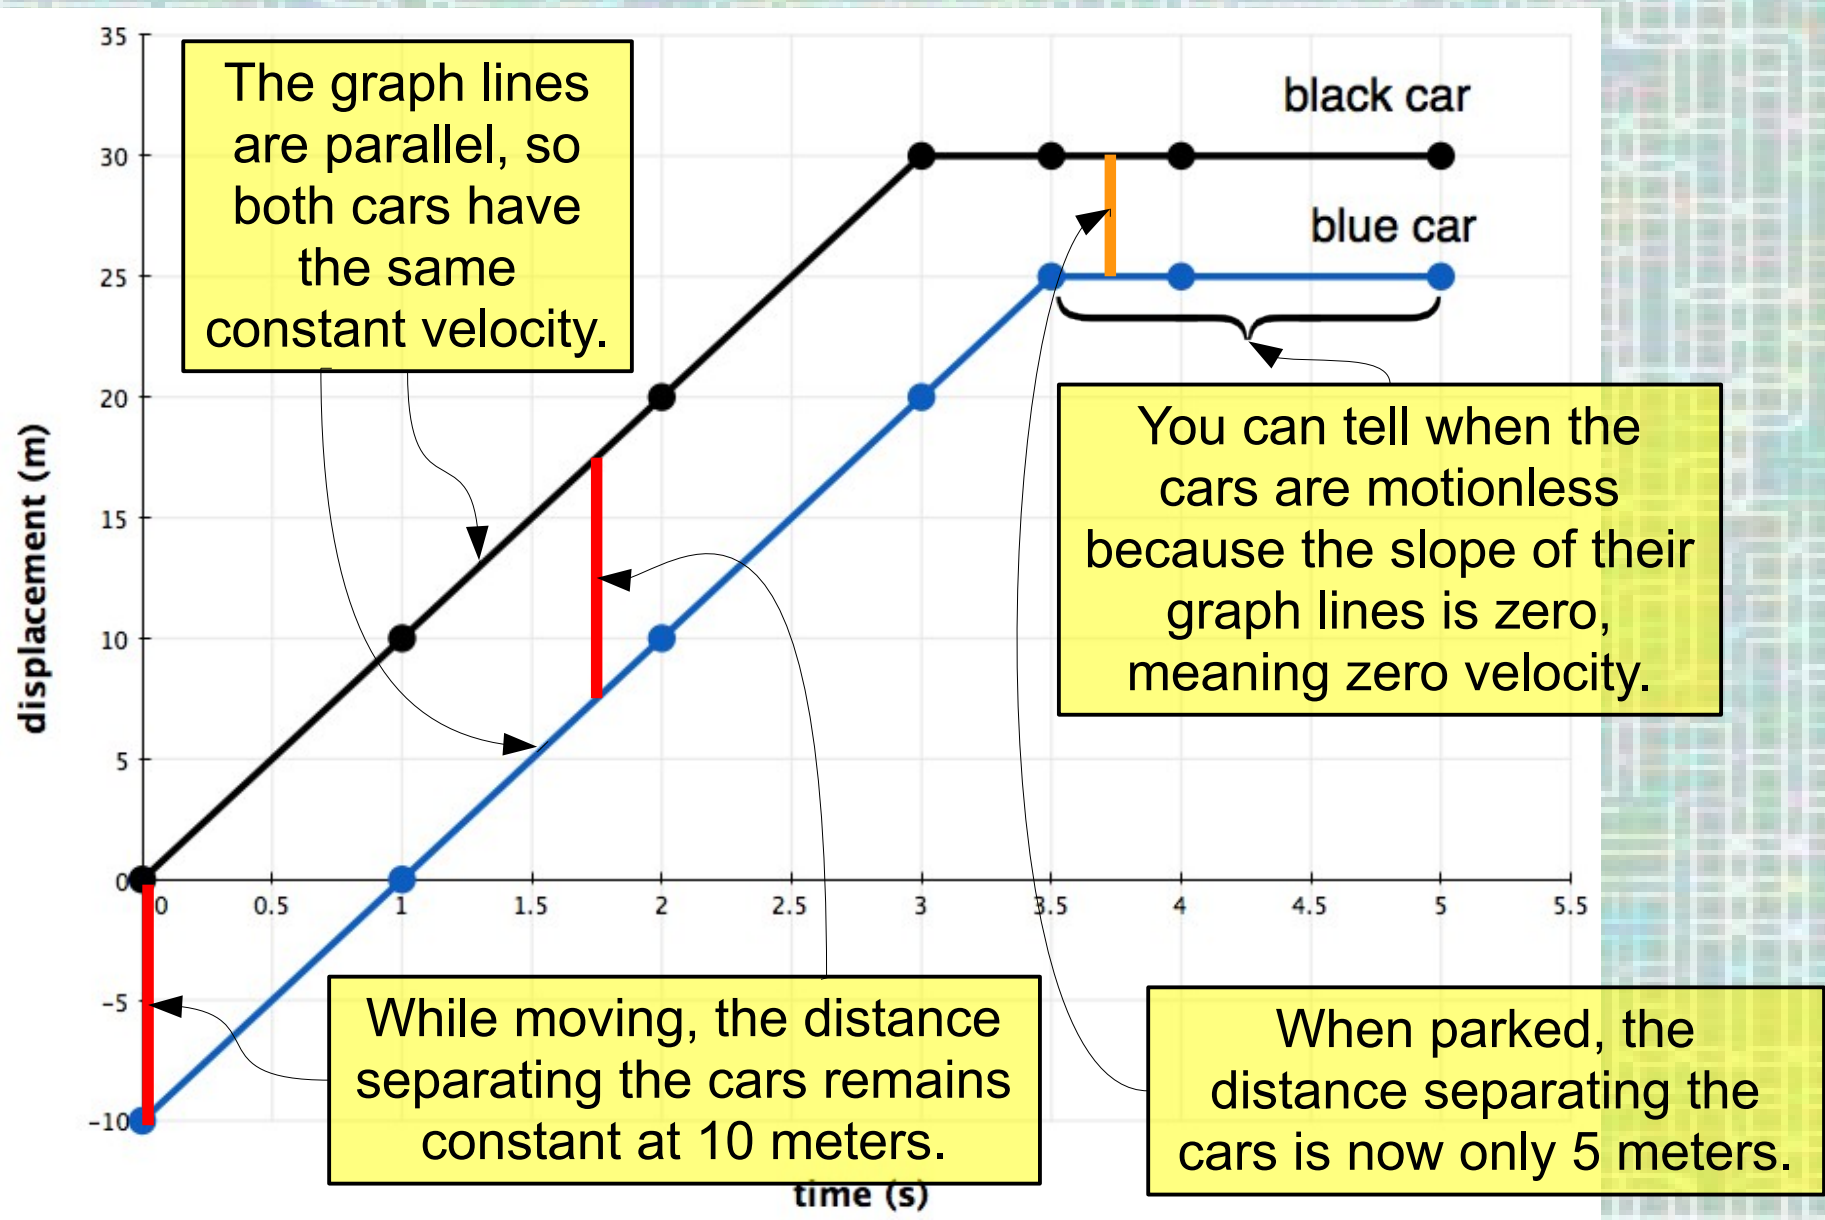 35
30
25
20
15
10
5
0
-5
-10
displacement (m)
The graph lines
are parallel, so
both cars have
the same
constant velocity.
black car
blue car
You can tell when the
cars are motionless
because the slope of their
graph lines is zero,
meaning zero velocity.
0 0.5 1 1.5 2 2.5 3 3.5 4 4.5 5 5.5
While moving, the distance
separating the cars remains
constant at 10 meters.
When parked, the
distance separating the
cars is now only 5 meters.
time (s)